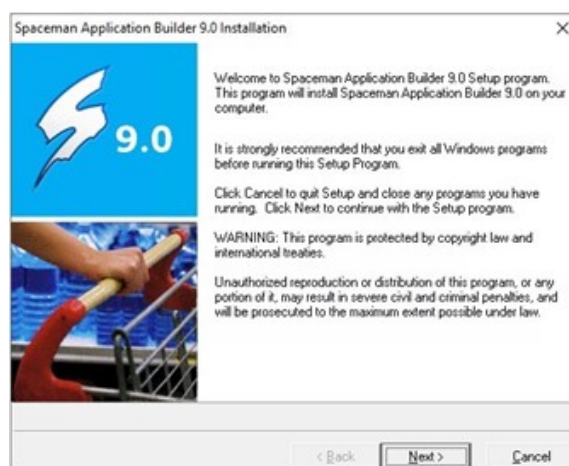 Spaceman Application Builder 9.0 Installation
9.0
Welcome to Spaceman Application Builder 9.0 Setup program.
This program will install Spaceman Application Builder 9.0 on your
computer.
It is strongly recommended that you exit all Windows programs
before running this Setup Program.
Click Cancel to quit Setup and close any programs you have
running. Click Next to continue with the Setup program.
WARNING: This program is protected by copyright law and
international treaties.
Unauthorized reproduction or distribution of this program, or any
portion of it, may result in severe civil and criminal penalties, and
will be prosecuted to the maximum extent possible under law.
< Back Next > Cancel